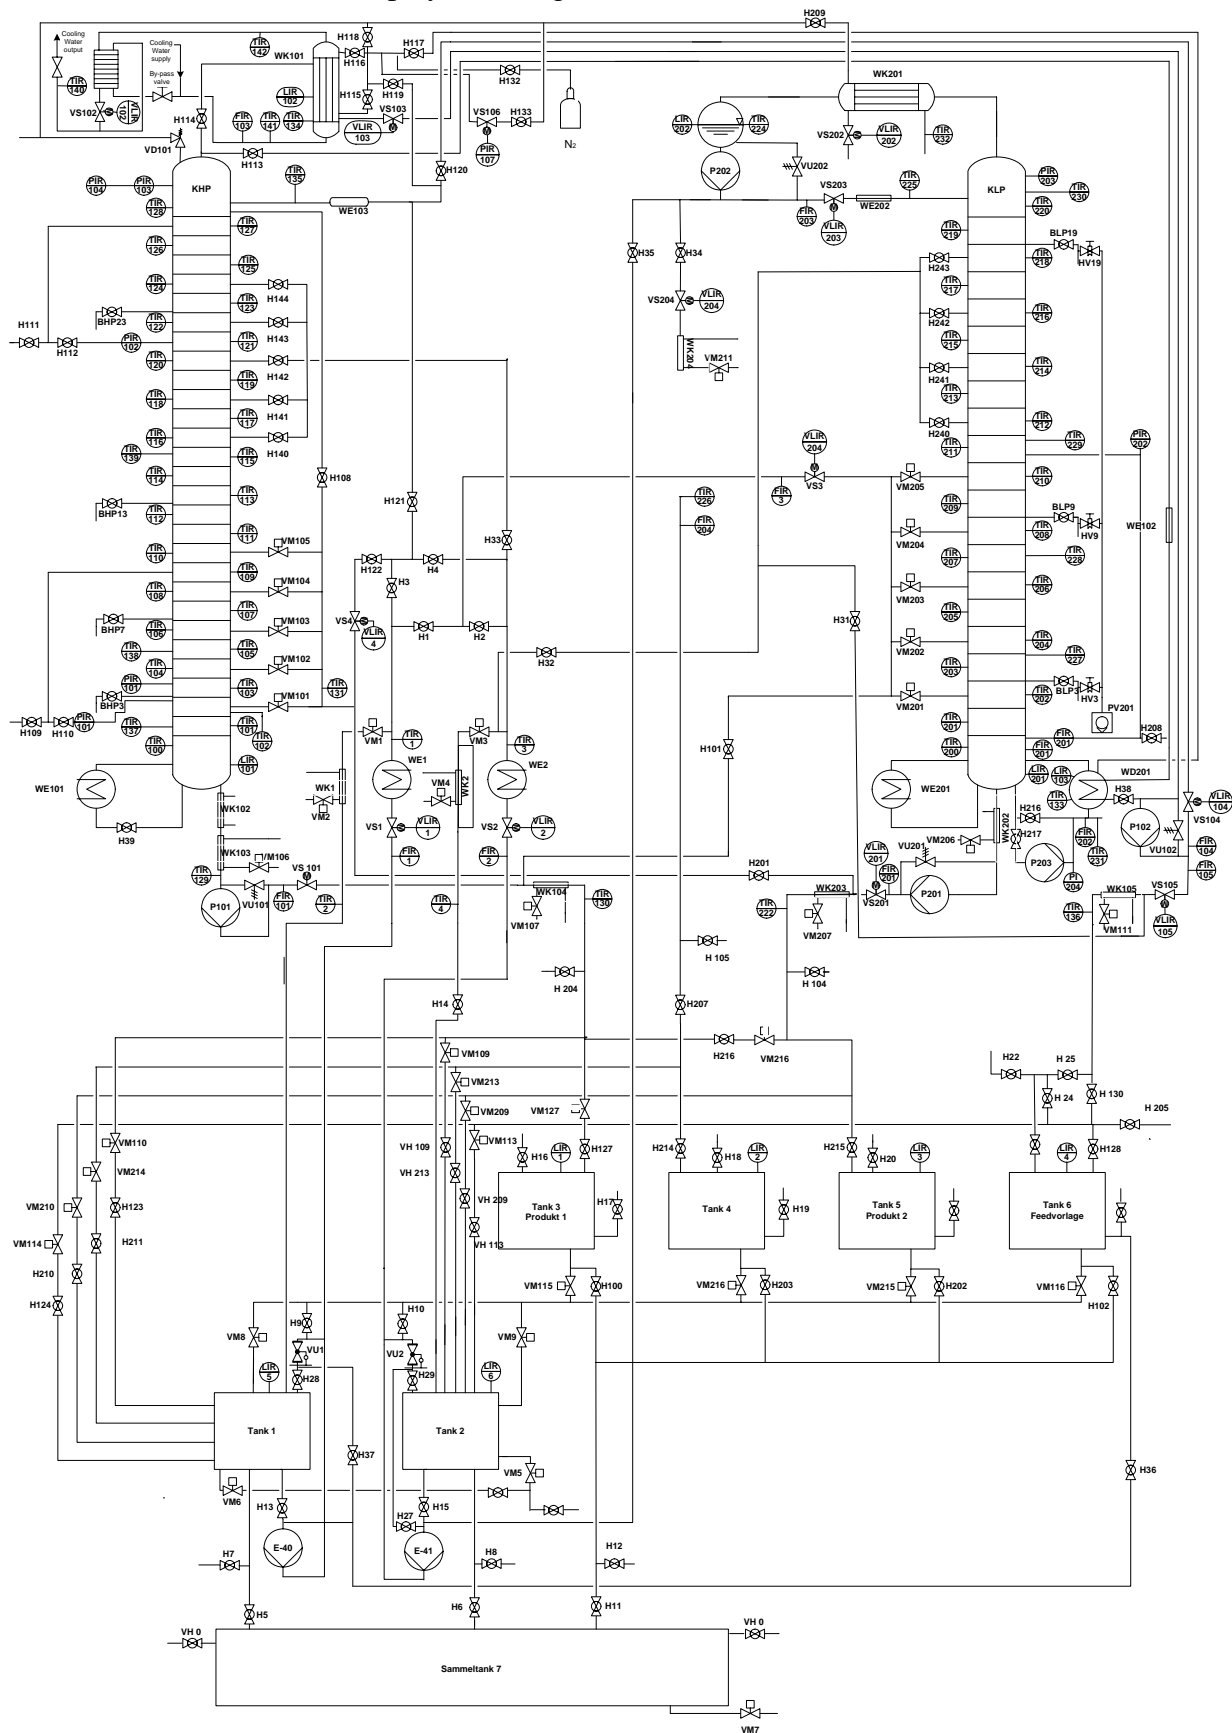 H209
Cooling
Water
output
Cooling
Water
supply
By-pass
valve
TIR
142
WK101
H118
H116
H117
H132
WK201
TIR
140
VS102
VLIR
102
H114
LIR
102
FIR
103
TIR
141
TIR
134
H115
H119
VS103
VLIR
103
VS106
M
H133
PIR
107
N2
LIR
202
TIR
224
VS202
M
VLIR
202
TIR
232
VD101
H113
H120
P202
VU202
PIR
104
PIR
103
KHP
TIR
135
WE103
VS203
M
VLIR
203
FIR
203
WE202
TIR
225
KLP
PIR
203
TIR
230
TIR
220
TIR
128
TIR
127
TIR
126
TIR
125
TIR
124
H144
TIR
123
BHP23
TIR
122
H143
H111
H112
PIR
102
TIR
121
TIR
120
H142
TIR
119
TIR
118
H141
TIR
117
TIR
116
H140
TIR
139
TIR
115
TIR
114
H108
TIR
113
BHP13
TIR
112
TIR
111
VM105
TIR
110
TIR
109
VM104
TIR
108
TIR
107
BHP7
TIR
106
VM103
TIR
138
TIR
105
TIR
104
VM102
PIR
101
BHP3
TIR
103
TIR
131
VM101
H109
H110
PIR
101
TIR
137
TIR
101
TIR
102
TIR
100
LIR
101
WE101
H39
WK102
WK103
VM106
TIR
129
P101
VU101
FIR
101
VS 101
M
H35
H34
VS204
M
VLIR
204
WK204
VM211
H121
H33
H122
H4
H3
VS4
VLIR
4
H1
H2
H32
H31
VM1
TIR
1
VM3
TIR
3
WE1
WE2
WK1
VM2
VM4
WK2
VS1
M
VLIR
1
VS2
M
VLIR
2
FIR
1
FIR
2
TIR
2
TIR
4
TIR
219
BLP19
HV19
TIR
218
H243
TIR
217
H242
TIR
216
TIR
215
H241
TIR
214
TIR
213
H240
TIR
212
TIR
211
TIR
229
PIR
202
VLIR
204
M
VS3
FIR
3
VM205
TIR
210
TIR
226
FIR
204
TIR
209
BLP9
HV9
WE102
VM204
TIR
208
TIR
207
TIR
228
VM203
TIR
206
TIR
205
VM202
TIR
204
TIR
203
TIR
227
VM201
TIR
202
BLP3
HV3
PV201
TIR
201
FIR
201
H208
H101
TIR
200
FIR
201
LIR
201
LIR
103
TIR
133
WD201
WE201
H38
VS104
M
VLIR
104
H216
H217
WK202
VM206
P102
VU102
FIR
202
TIR
231
FIR
104
FIR
105
VLIR
201
VU201
P203
PI
204
H201
FIR
201
M
VS201
P201
WK203
TIR
222
VM207
WK104
TIR
130
VM107
TIR
136
WK105
VM111
VS105
M
VLIR
105
H 105
H 204
H 104
H14
H207
H216
VM216
VM109
VM213
VM209
VM113
VM127
H22
H 25
H 24
H 130
H 205
VM110
VM214
VM210
VM114
H123
H211
H210
H124
VH 109
VH 213
VH 209
VH 113
H16
LIR
1
H127
H214
H18
LIR
2
H215
H20
LIR
3
LIR
4
H128
Tank 3
Produkt 1
H17
Tank 4
H19
Tank 5
Produkt 2
Tank 6
Feedvorlage
VM115
H100
VM216
H203
VM215
H202
VM116
H102
VM8
H9
VU1
H28
LIR
5
H10
VU2
H29
VM9
LIR
6
Tank 1
Tank 2
H37
H36
VM6
H13
VM5
H15
H27
E-40
E-41
H7
H8
H12
H5
H6
H11
VH 0
VH 0
Sammeltank 7
VM7